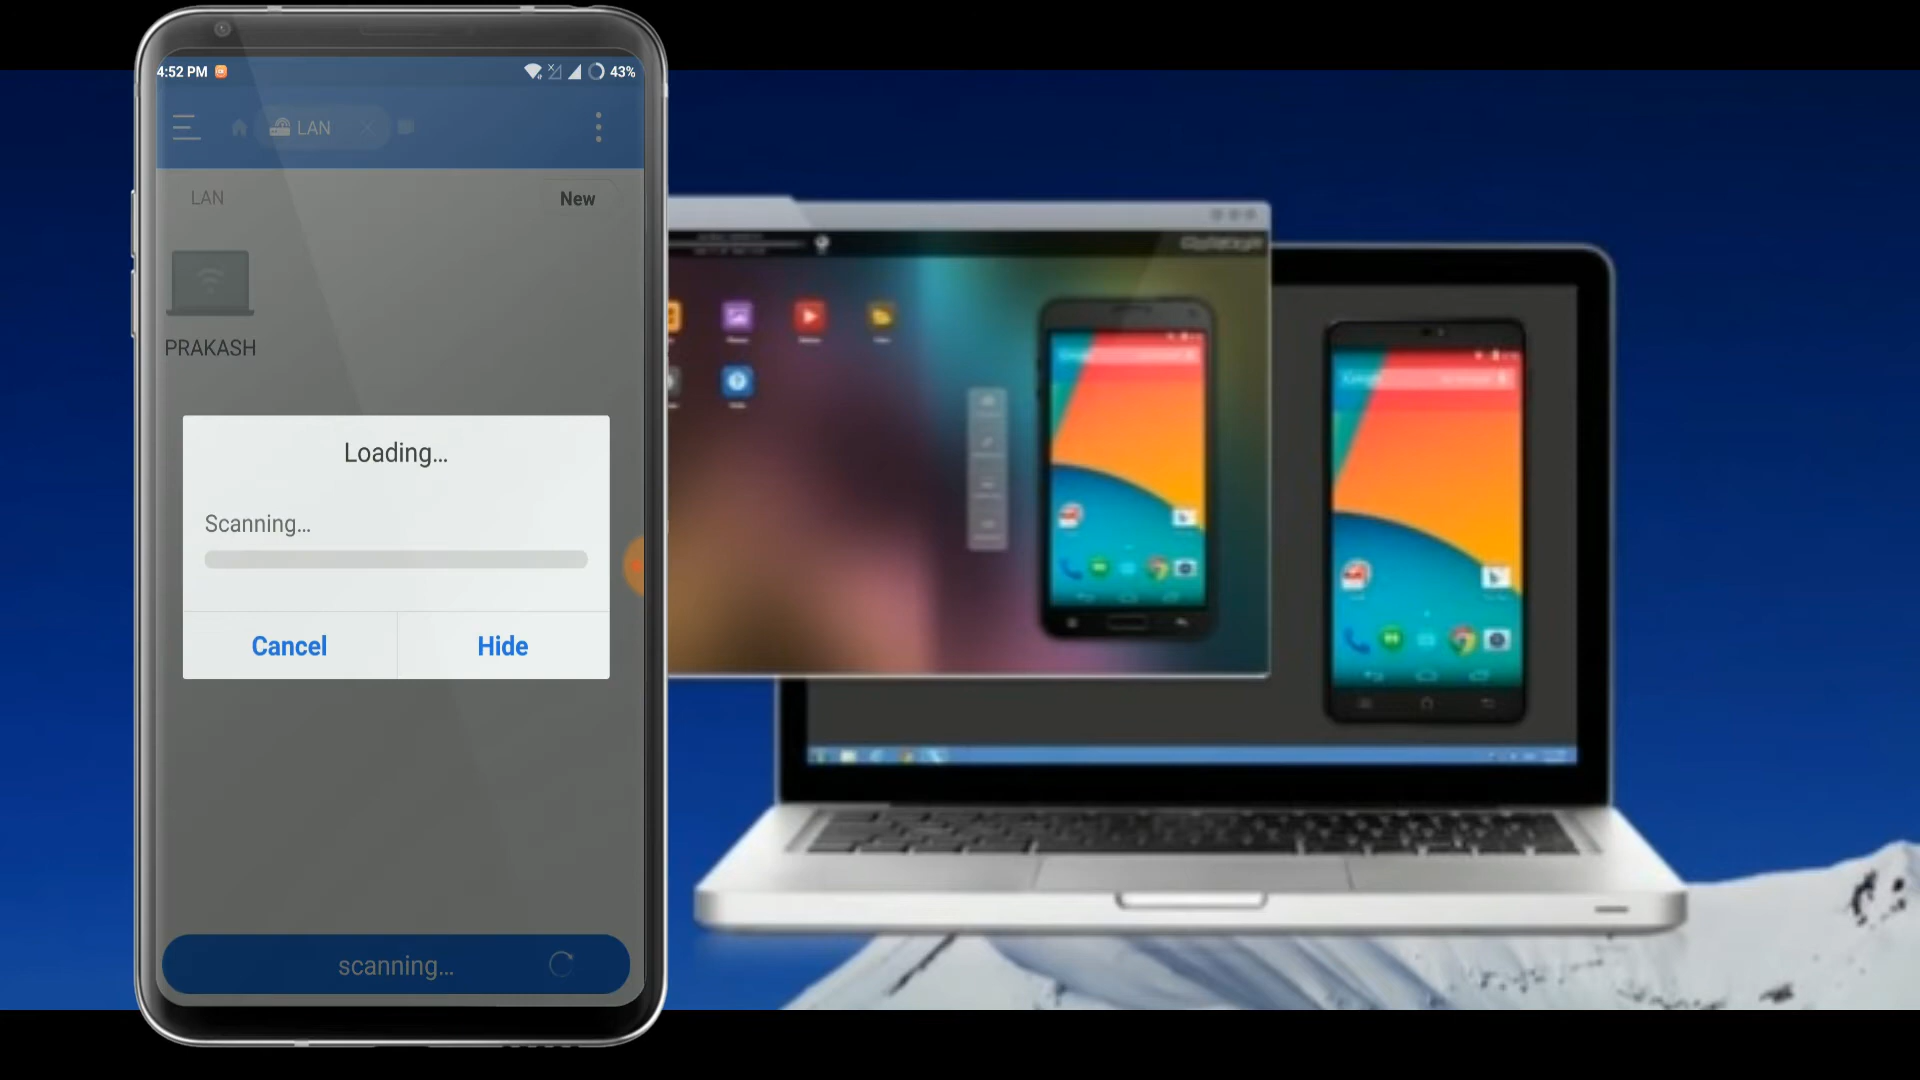 4:52 PM
43%
LAN
LAN
New
PRAKASH
Loading...
Scanning...
Cancel
Hide
scanning...